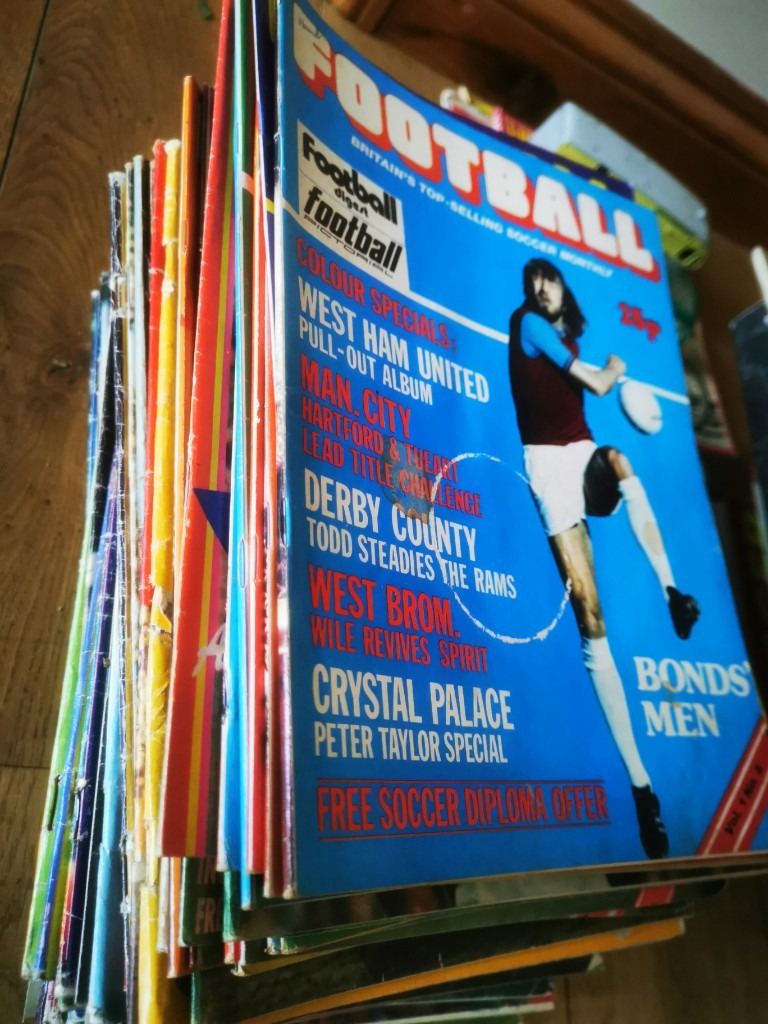 FOOTBALL
BRITAIN'S TOP-SELLING SOCCER MONTHLY
Football
digest
football
PICTORIAL
25p
COLOUR SPECIALS:
WEST HAM UNITED
PULL-OUT ALBUM
MAN. CITY
HARTFORD & TUEART
LEAD TITLE CHALLENGE
DERBY COUNTY
TODD STEADIES THE RAMS
WEST BROM.
WILE REVIVES SPIRIT
CRYSTAL PALACE
PETER TAYLOR SPECIAL
FREE SOCCER DIPLOMA OFFER
BONDS'
MEN